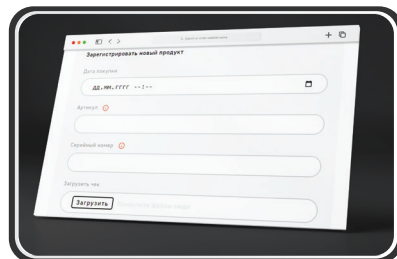 Зарегистрировать новый продукт
Дата покупки
дд.мм.гггг --:--
Артикул
Серийный номер
Загрузить чек
Загрузить